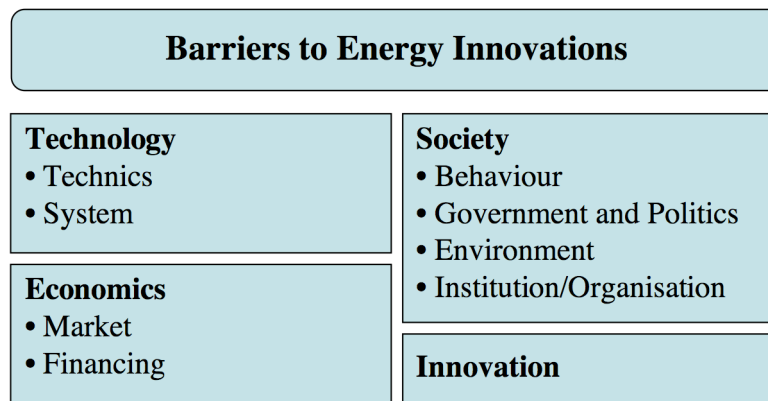 Barriers to Energy Innovations
Technology
• Technics
• System
Economics
• Market
• Financing
Society
• Behaviour
• Government and Politics
• Environment
• Institution/Organisation
Innovation